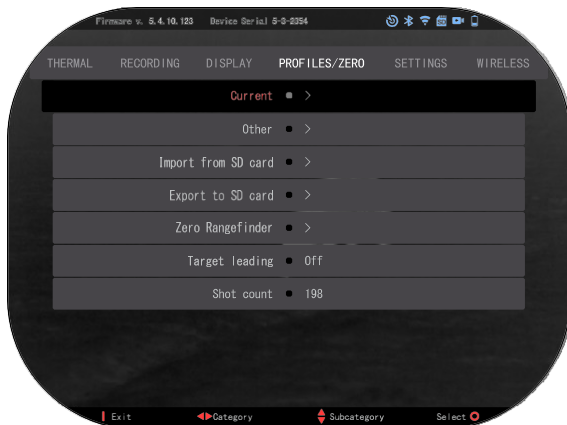 Firmware v. 5.4.10.123 Device Serial 5-3-2354
THERMAL RECORDING DISPLAY PROFILES/ZERO SETTINGS WIRELESS
Current >
Other >
Import from SD card >
Export to SD card >
Zero Rangefinder >
Target leading Off
Shot count 198
Exit Category Subcategory Select